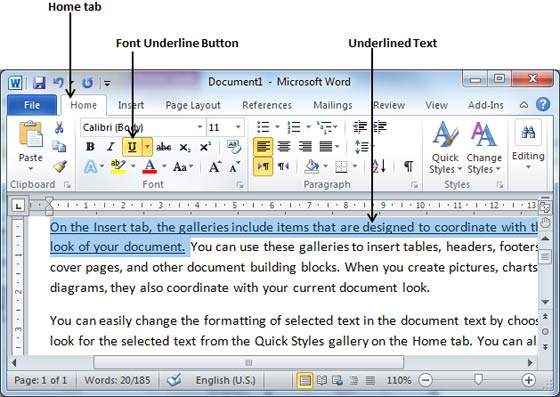 Home tab
Font Underline Button
Underlined Text
Document1 - Microsoft Word
File Home Insert Page Layout References Mailings Review View Add-Ins
Calibri (Body) 11
Paste
B I U abc x₂ x²
A ab A Aa A A
Quick Styles
Change Styles
Editing
Clipboard Font Paragraph Styles
On the Insert tab, the galleries include items that are designed to coordinate with th
look of your document. You can use these galleries to insert tables, headers, footers
cover pages, and other document building blocks. When you create pictures, charts
diagrams, they also coordinate with your current document look.
You can easily change the formatting of selected text in the document text by choos
look for the selected text from the Quick Styles gallery on the Home tab. You can al
Page: 1 of 1 Words: 20/185 English (U.S.) 110%